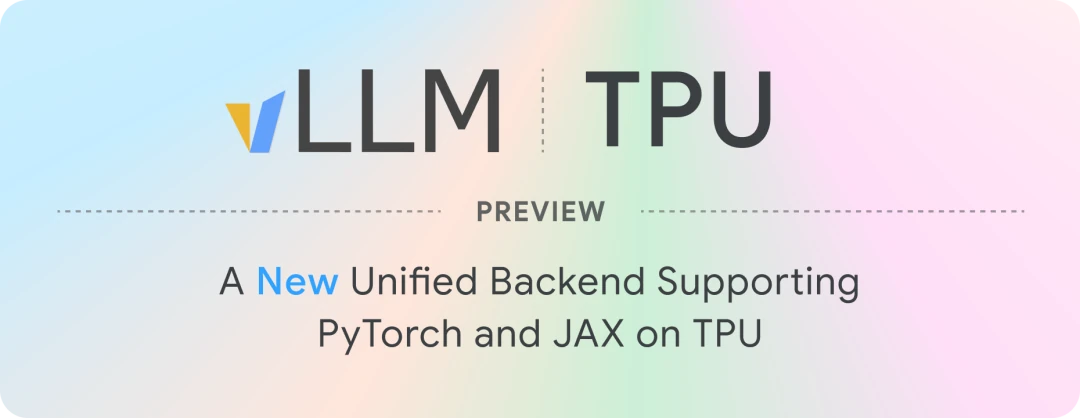 vLLM | TPU
PREVIEW
A New Unified Backend Supporting
PyTorch and JAX on TPU